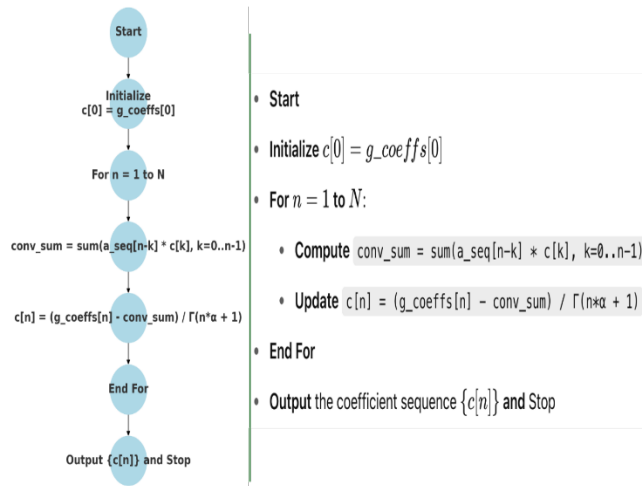 Start
Initialize
c[0] = g_coeffs[0]
For n = 1 to N
conv_sum = sum(a_seq[n-k] * c[k], k=0..n-1)
c[n] = (g_coeffs[n] - conv_sum) / Γ(n*α + 1)
End For
Output {c[n]} and Stop
• Start
• Initialize c[0] = g_coeffs[0]
• For n = 1 to N:
• Compute conv_sum = sum(a_seq[n-k] * c[k], k=0..n-1)
• Update c[n] = (g_coeffs[n] − conv_sum) / Γ(n*α + 1)
• End For
• Output the coefficient sequence {c[n]} and Stop